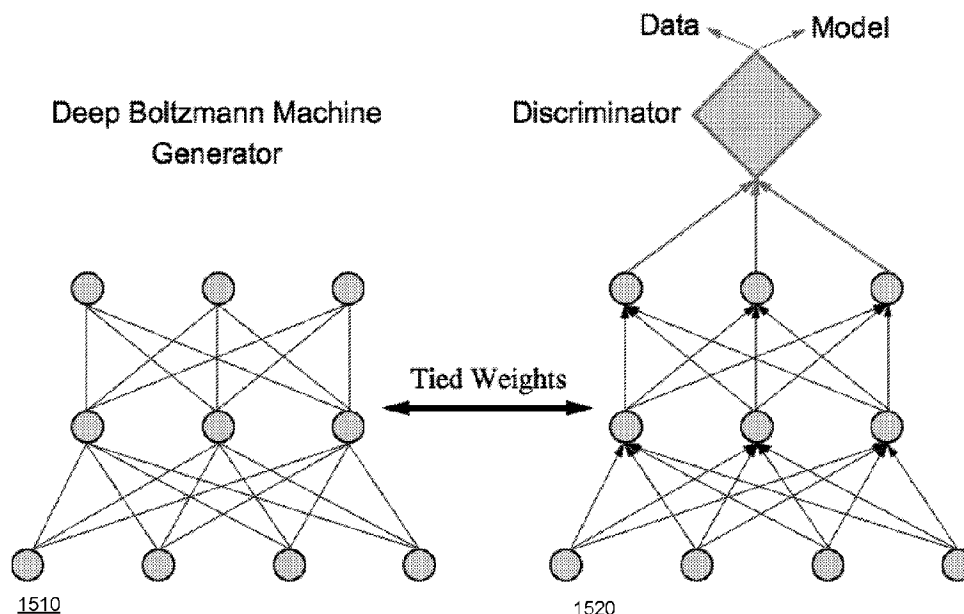 Data
Model
Deep Boltzmann Machine
Generator
Discriminator
Tied Weights
1510
1520